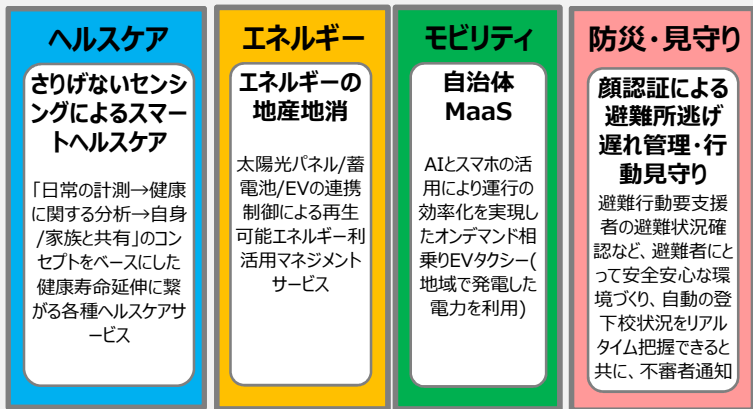 ヘルスケア
さりげないセンシ
ングによるスマー
トヘルスケア
「日常の計測→健康
に関する分析→自身
/家族と共有」のコン
セプトをベースにした
健康寿命延伸に繋
がる各種ヘルスケアサ
ービス
エネルギー
エネルギーの
地産地消
太陽光パネル/蓄
電池/EVの連携
制御による再生
可能エネルギー利
活用マネジメント
サービス
モビリティ
自治体
MaaS
AIとスマホの活
用により運行の
効率化を実現し
たオンデマンド相
乗りEVタクシー(
地域で発電した
電力を利用)
防災・見守り
顔認証による
避難所逃げ
遅れ管理・行
動見守り
避難行動要支援
者の避難状況確
認など、避難者にと
って安全安心な環
境づくり、自動の登
下校状況をリアル
タイム把握できると
共に、不審者通知